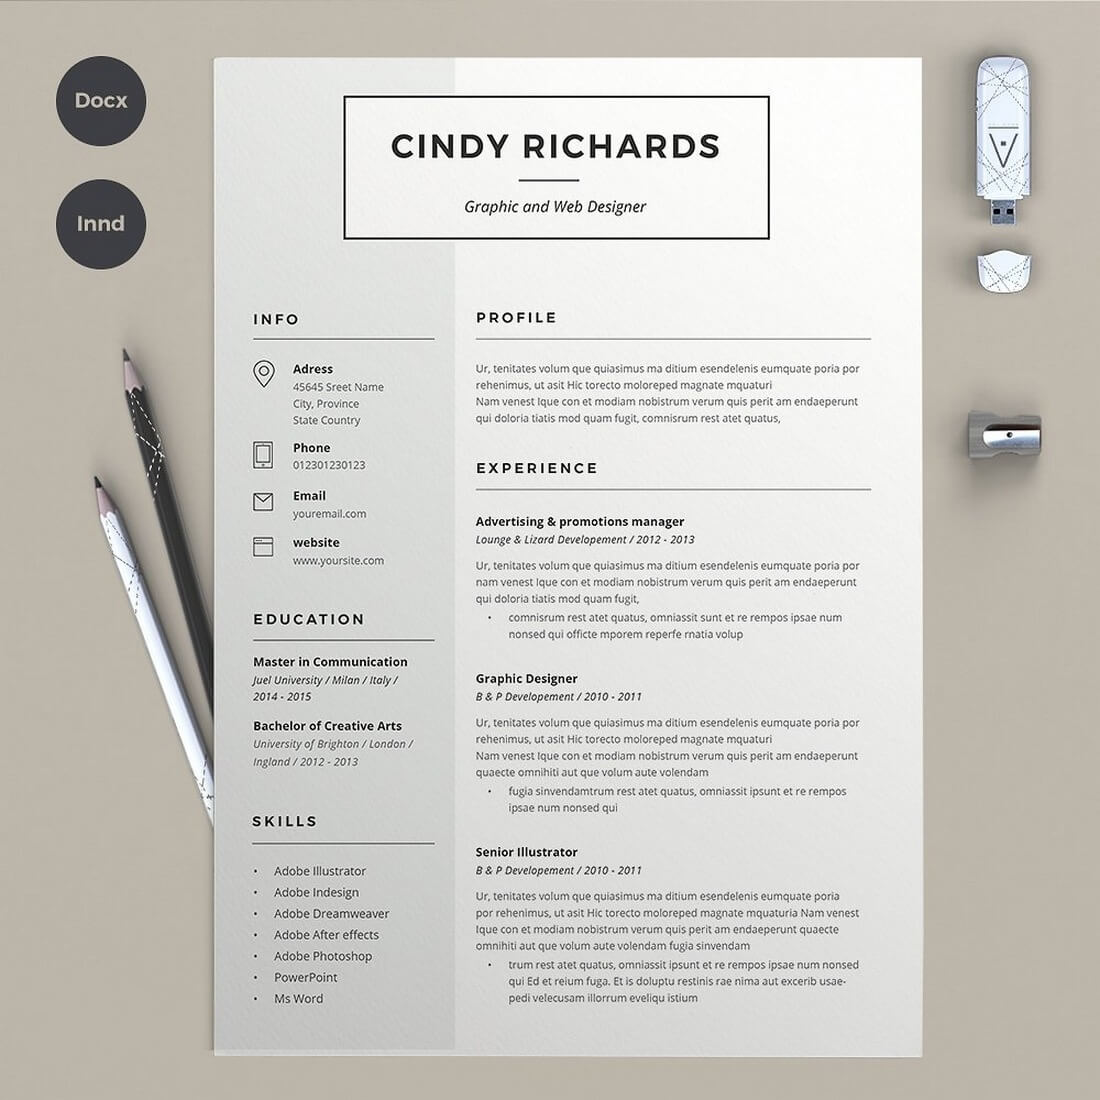 Docx
Innd
CINDY RICHARDS
Graphic and Web Designer
INFO
Adress
45645 Sreet Name
City, Province
State Country
Phone
012301230123
Email
youremail.com
website
www.yoursite.com
EDUCATION
Master in Communication
Juel University / Milan / Italy /
2014 - 2015
Bachelor of Creative Arts
University of Brighton / London /
Ingland / 2012 - 2013
SKILLS
• Adobe Illustrator
• Adobe Indesign
• Adobe Dreamweaver
• Adobe After effects
• Adobe Photoshop
• PowerPoint
• Ms Word
PROFILE
Ur, tenitates volum que quiasimus ma ditium esendelenis eumquate poria por
rehenimus, ut asit Hic torecto moloreped magnate mquaturi
Nam venest Ique con et modiam nobistrum verum quis perit am endaeperunt
qui doloria tiatis mod quam fugit, comnisrum rest atet quatus,
EXPERIENCE
Advertising & promotions manager
Lounge & Lizard Developement / 2012 - 2013
Ur, tenitates volum que quiasimus ma ditium esendelenis eumquate poria por
nam venest Ique con et modiam nobistrum verum quis perit am endaeperunt
qui doloria tiatis mod quam fugit,
• comnisrum rest atet quatus, omniassit sunt et re rempos ipsae num
nonsed qui officte mporem reperfe rnatia volup
Graphic Designer
B & P Developement / 2010 - 2011
Ur, tenitates volum que quiasimus ma ditium esendelenis eumquate poria por
rehenimus, ut asit Hic torecto moloreped magnate mquaturi
Nam venest Ique con et modiam nobistrum verum quis perit am endaeperunt
quaecte omnihiti aut que volum aute volendam
• fugia sinvendamtrum rest atet quatus, omniassit ipsunt et re rempos
ipsae num nonsed qui
Senior Illustrator
B & P Developement / 2010 - 2011
Ur, tenitates volum que quiasimus ma ditium esendelenis eumquate poria
por rehenimus, ut asit Hic torecto moloreped magnate mquaturia Nam venest
Ique con et modiam nobistrum verum quis perit am endaeperunt quaecte
omnihiti aut que volum aute volendam fugia sinvendam
• trum rest atet quatus, omniassit ipsunt et re rempos ipsae num nonsed
qui Ed et reium fuga. Et is doluptu restinis rae nima aut excerib usae-
pedi velecusam illorrum eveliqu istium